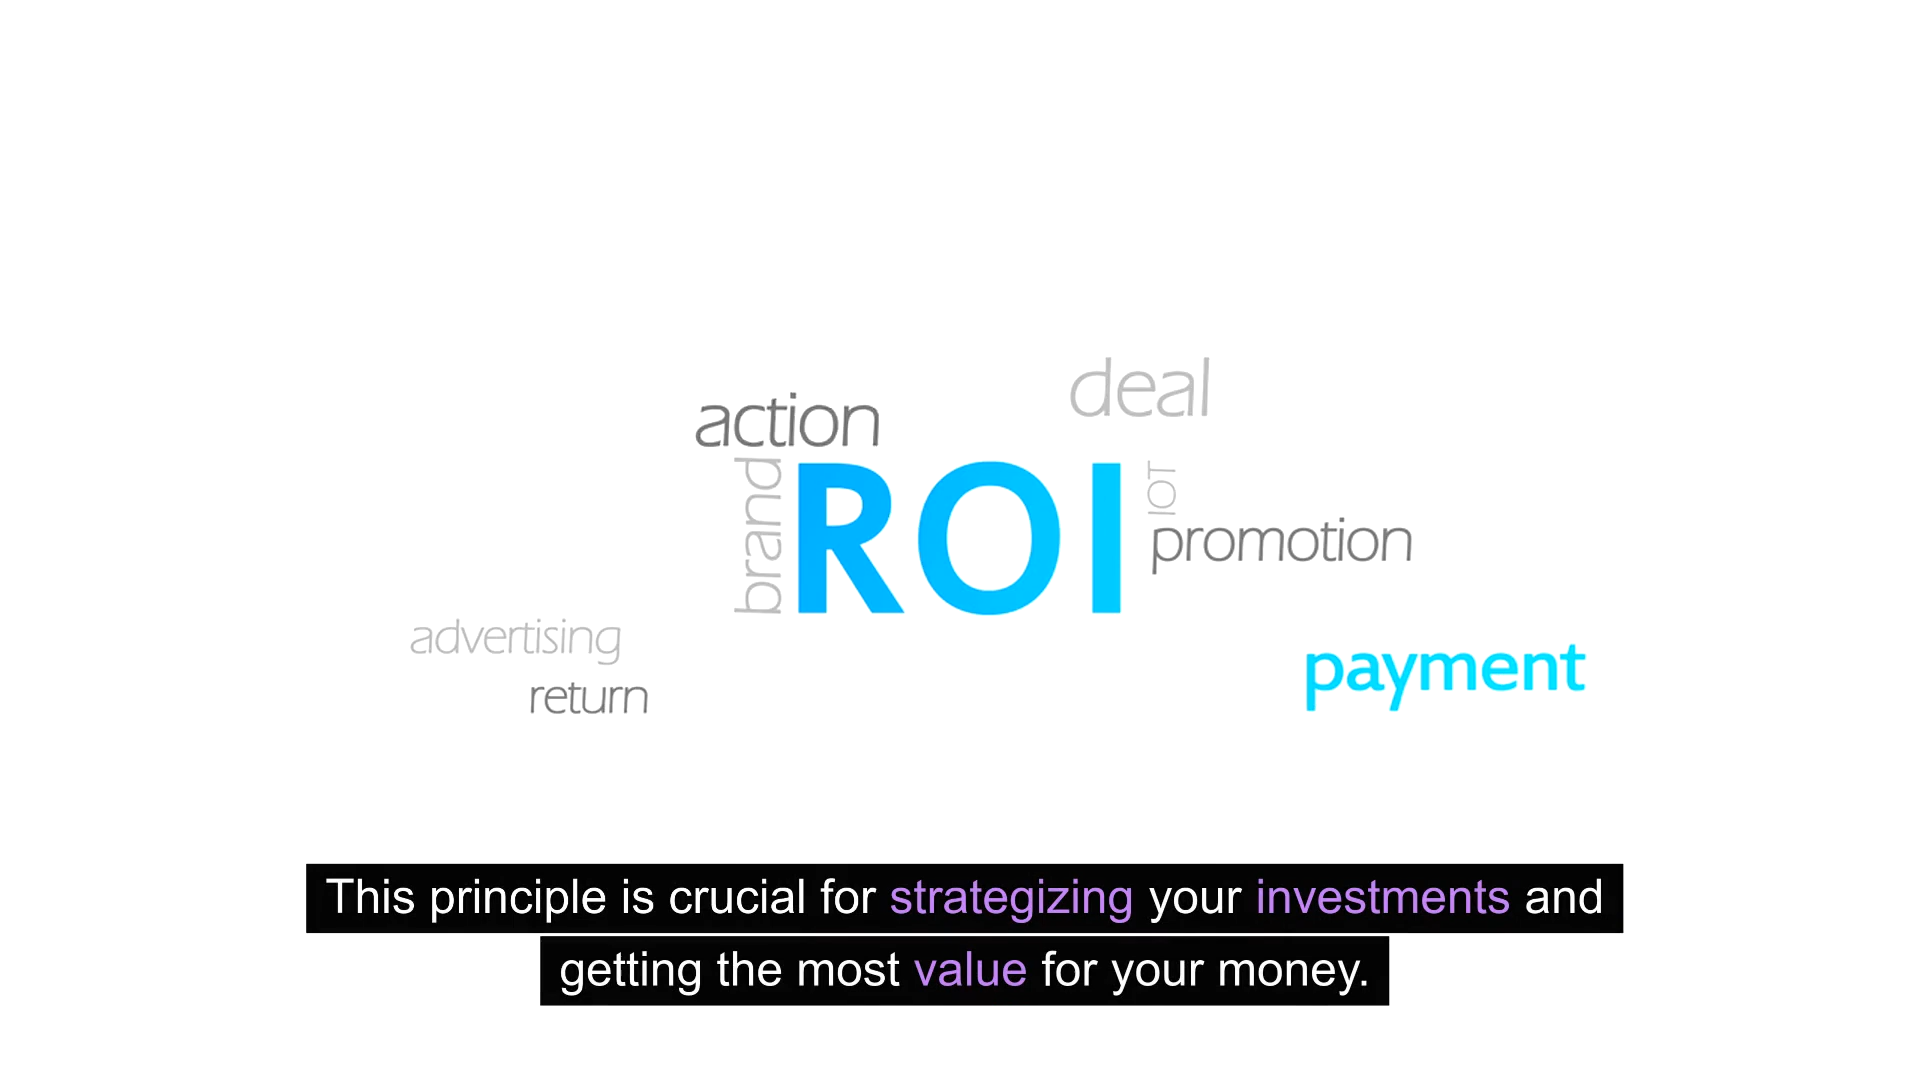 deal
action
brand
ROI
IOT
promotion
advertising
payment
return
This principle is crucial for strategizing your investments and
getting the most value for your money.